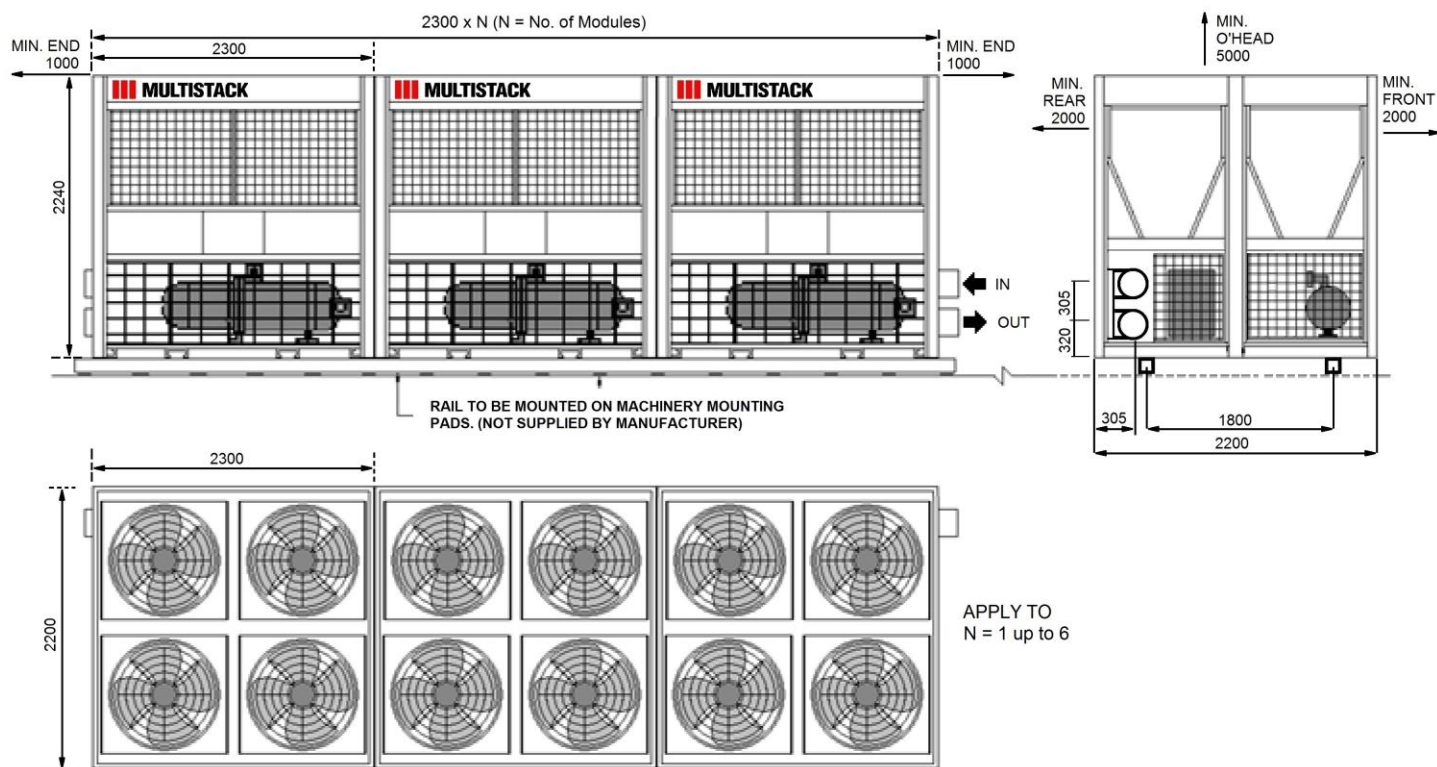 2300 x N (N = No. of Modules)
MIN. END
1000
2300
MIN. END
1000
MULTISTACK
MULTISTACK
MULTISTACK
2240
IN
OUT
RAIL TO BE MOUNTED ON MACHINERY MOUNTING
PADS. (NOT SUPPLIED BY MANUFACTURER)
MIN.
O'HEAD
5000
MIN.
REAR
2000
MIN.
FRONT
2000
305
320
305
1800
2200
2300
2200
APPLY TO
N = 1 up to 6